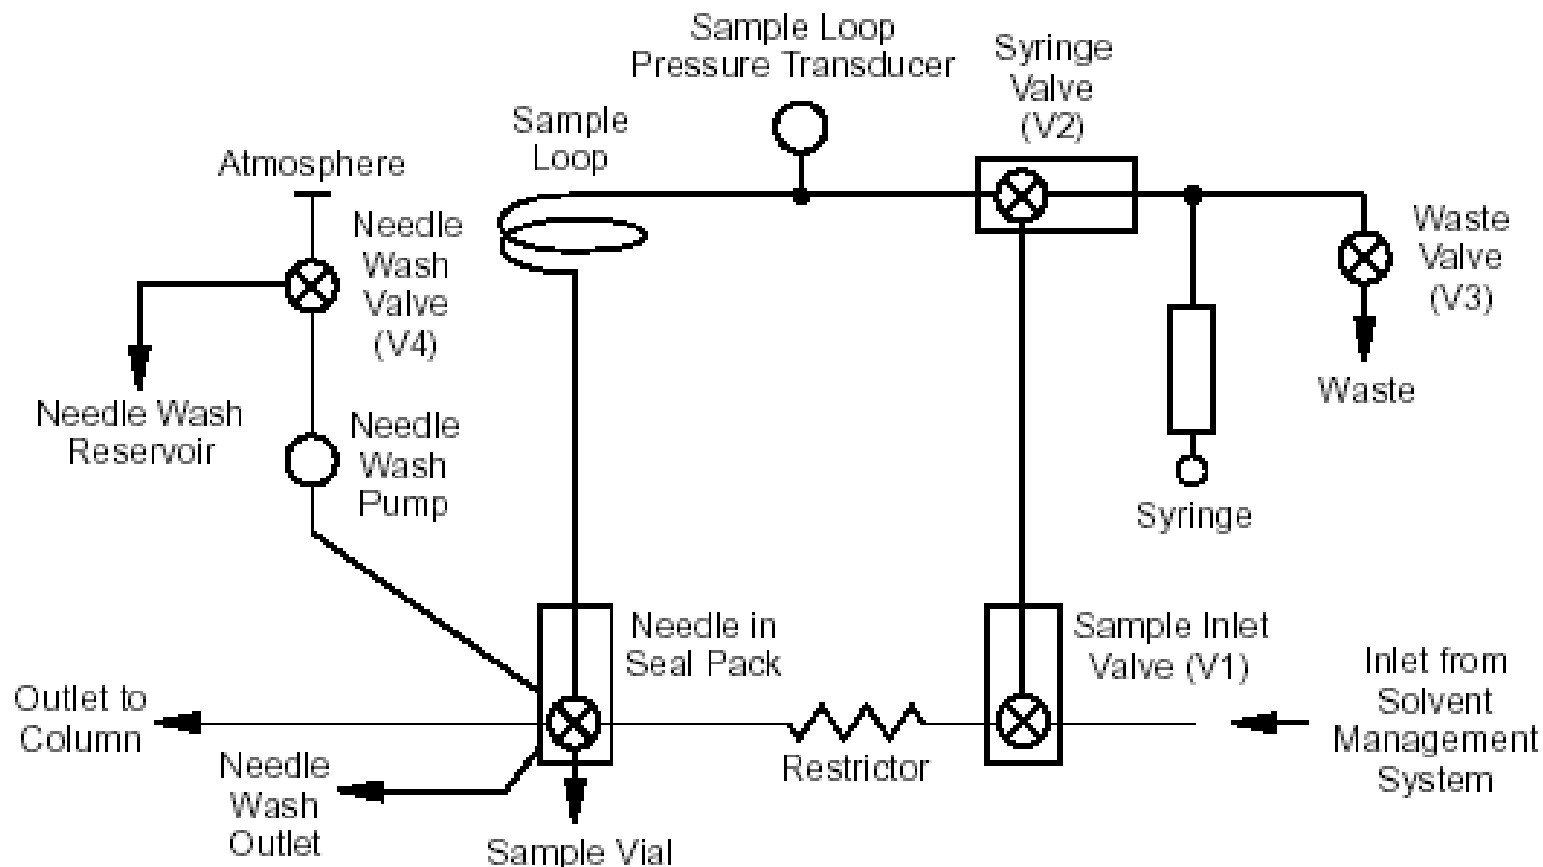 Sample Loop
Pressure Transducer
Syringe
Valve
(V2)
Sample
Loop
Atmosphere
Needle
Wash
Valve
(V4)
Waste
Valve
(V3)
Needle Wash
Reservoir
Needle
Wash
Pump
Waste
Syringe
Needle in
Seal Pack
Sample Inlet
Valve (V1)
Inlet from
Solvent
Management
System
Outlet to
Column
Needle
Wash
Outlet
Restrictor
Sample Vial